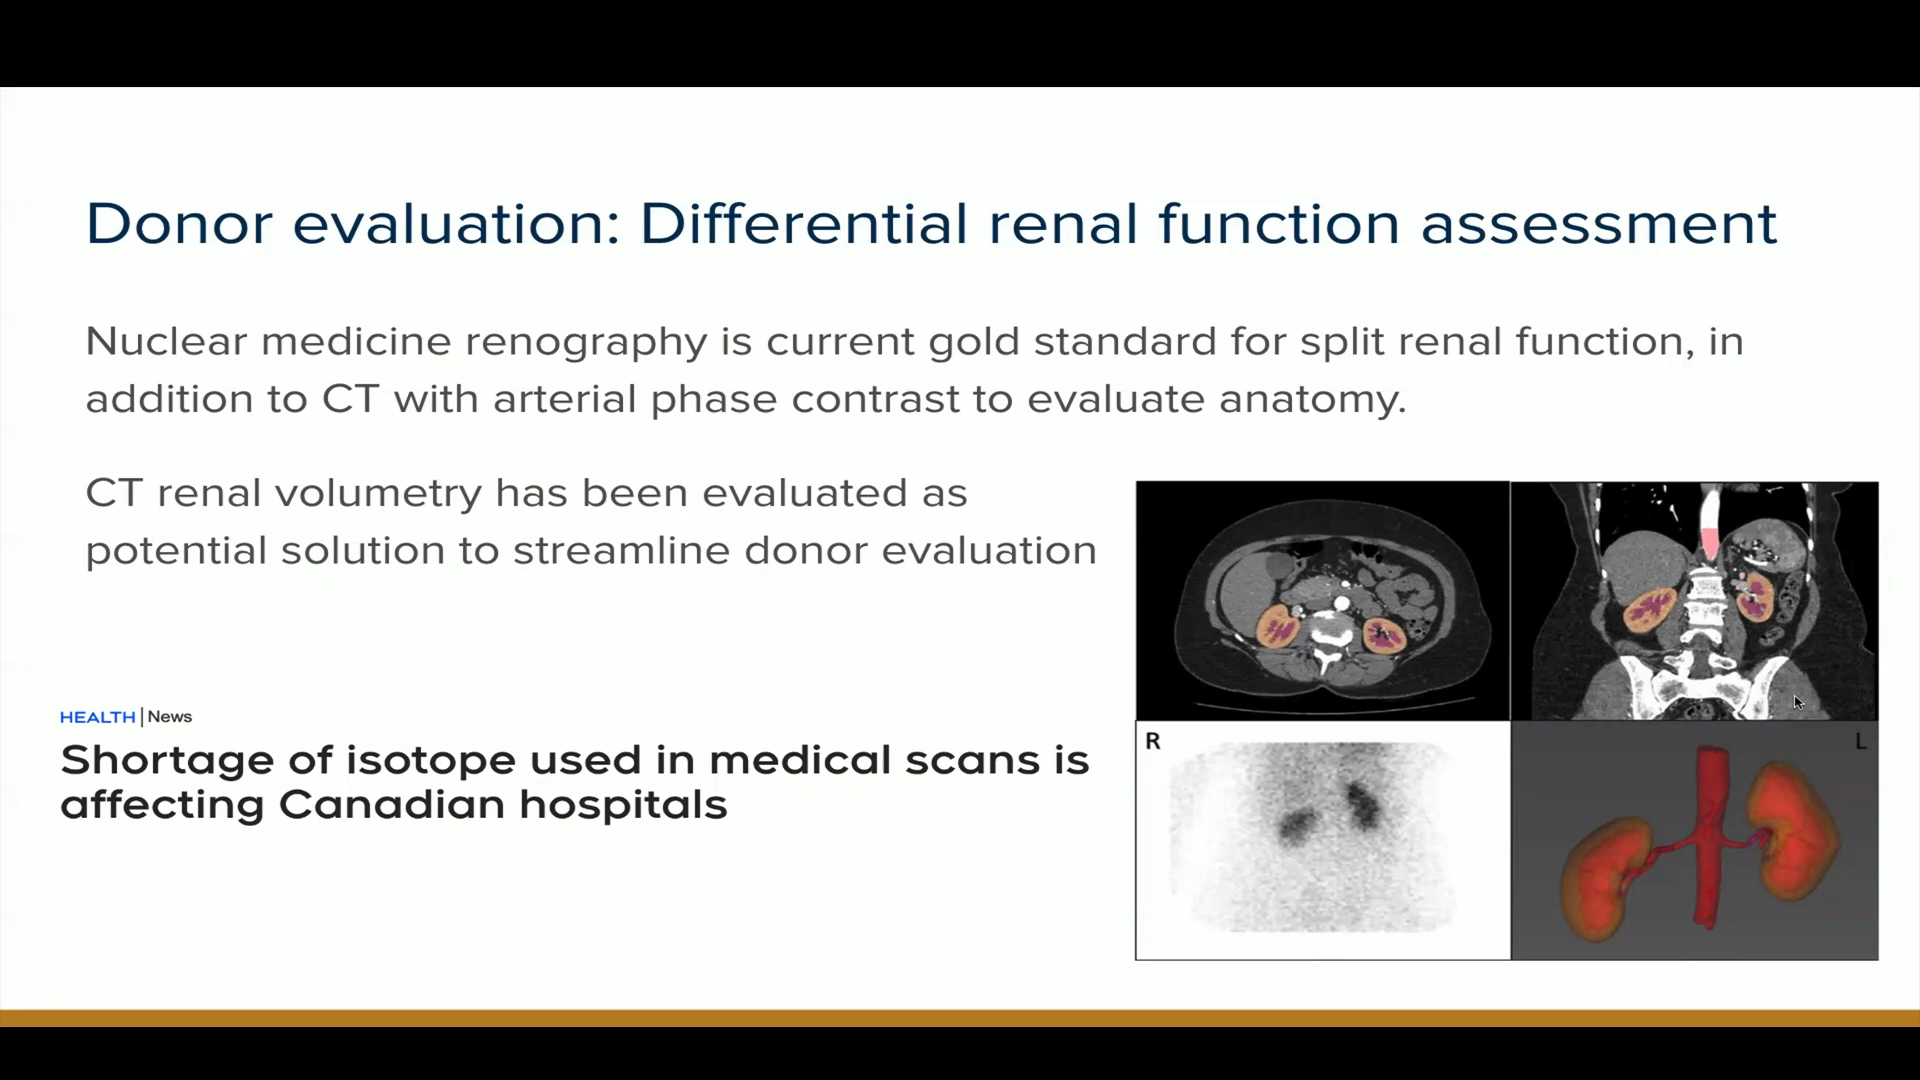 Donor evaluation: Differential renal function assessment
Nuclear medicine renography is current gold standard for split renal function, in
addition to CT with arterial phase contrast to evaluate anatomy.
CT renal volumetry has been evaluated as
potential solution to streamline donor evaluation
HEALTH | News
Shortage of isotope used in medical scans is
affecting Canadian hospitals
R
L